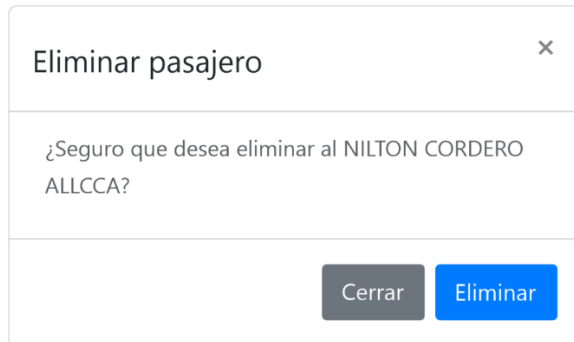 Eliminar pasajero
×
¿Seguro que desea eliminar al NILTON CORDERO
ALLCCA?
Cerrar
Eliminar